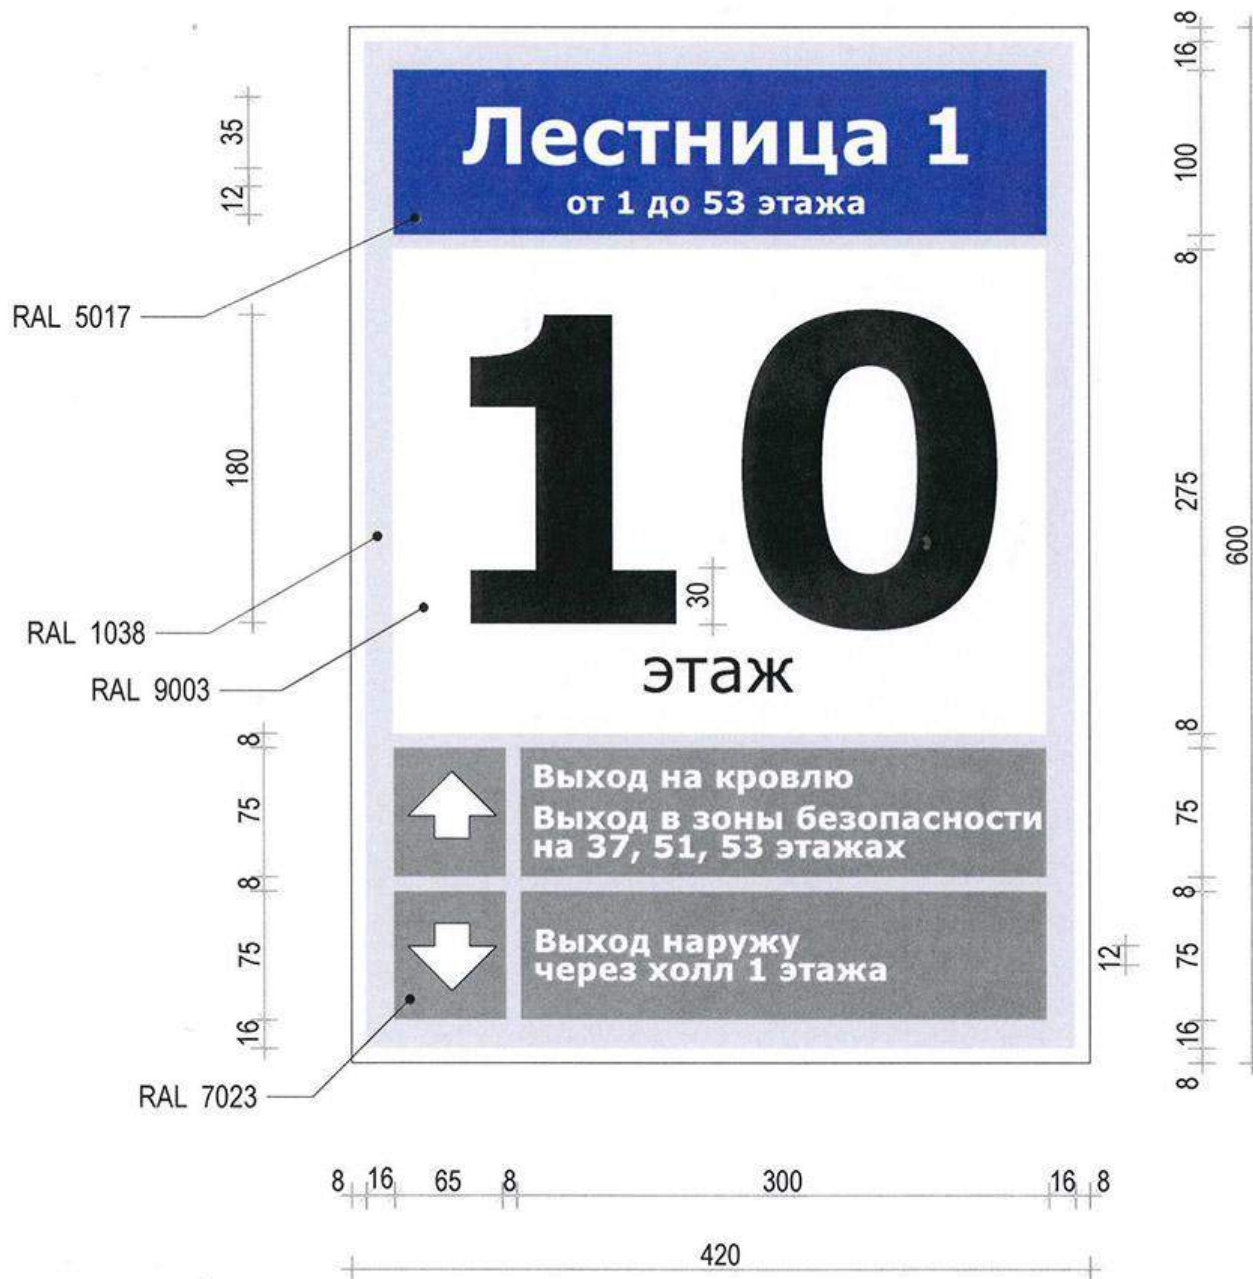 8
16
35
Лестница 1
100
12
от 1 до 53 этажа
8
RAL 5017
10
180
275
600
30
RAL 1038
этаж
RAL 9003
8
8
Выход на кровлю
75
Выход в зоны безопасности
на 37, 51, 53 этажах
75
8
8
75
Выход наружу
через холл 1 этажа
12
75
16
16
RAL 7023
8
8 16 65 8 300 16 8
420